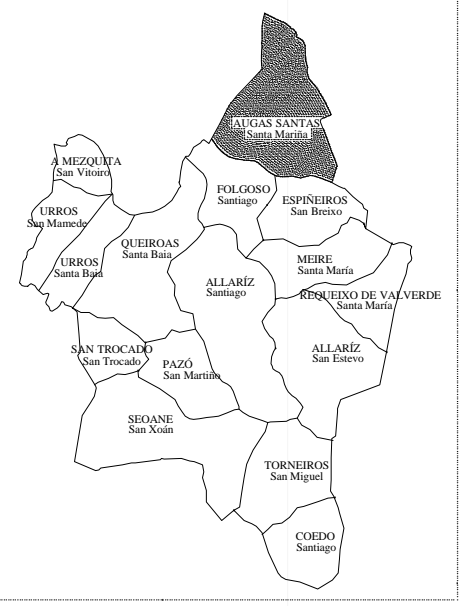 AUGAS SANTAS
Santa Mariña
A MEZQUITA
San Vitoiro
FOLGOSO
Santiago
ESPIÑEIROS
San Breixo
URROS
San Mamede
QUEIROAS
Santa Baia
URROS
Santa Baia
MEIRE
Santa María
ALLARÍZ
Santiago
REQUEIXO DE VALVERDE
Santa María
SAN TROCADO
San Trocado
PAZÓ
San Martiño
ALLARÍZ
San Estevo
SEOANE
San Xoán
TORNEIROS
San Miguel
COEDO
Santiago